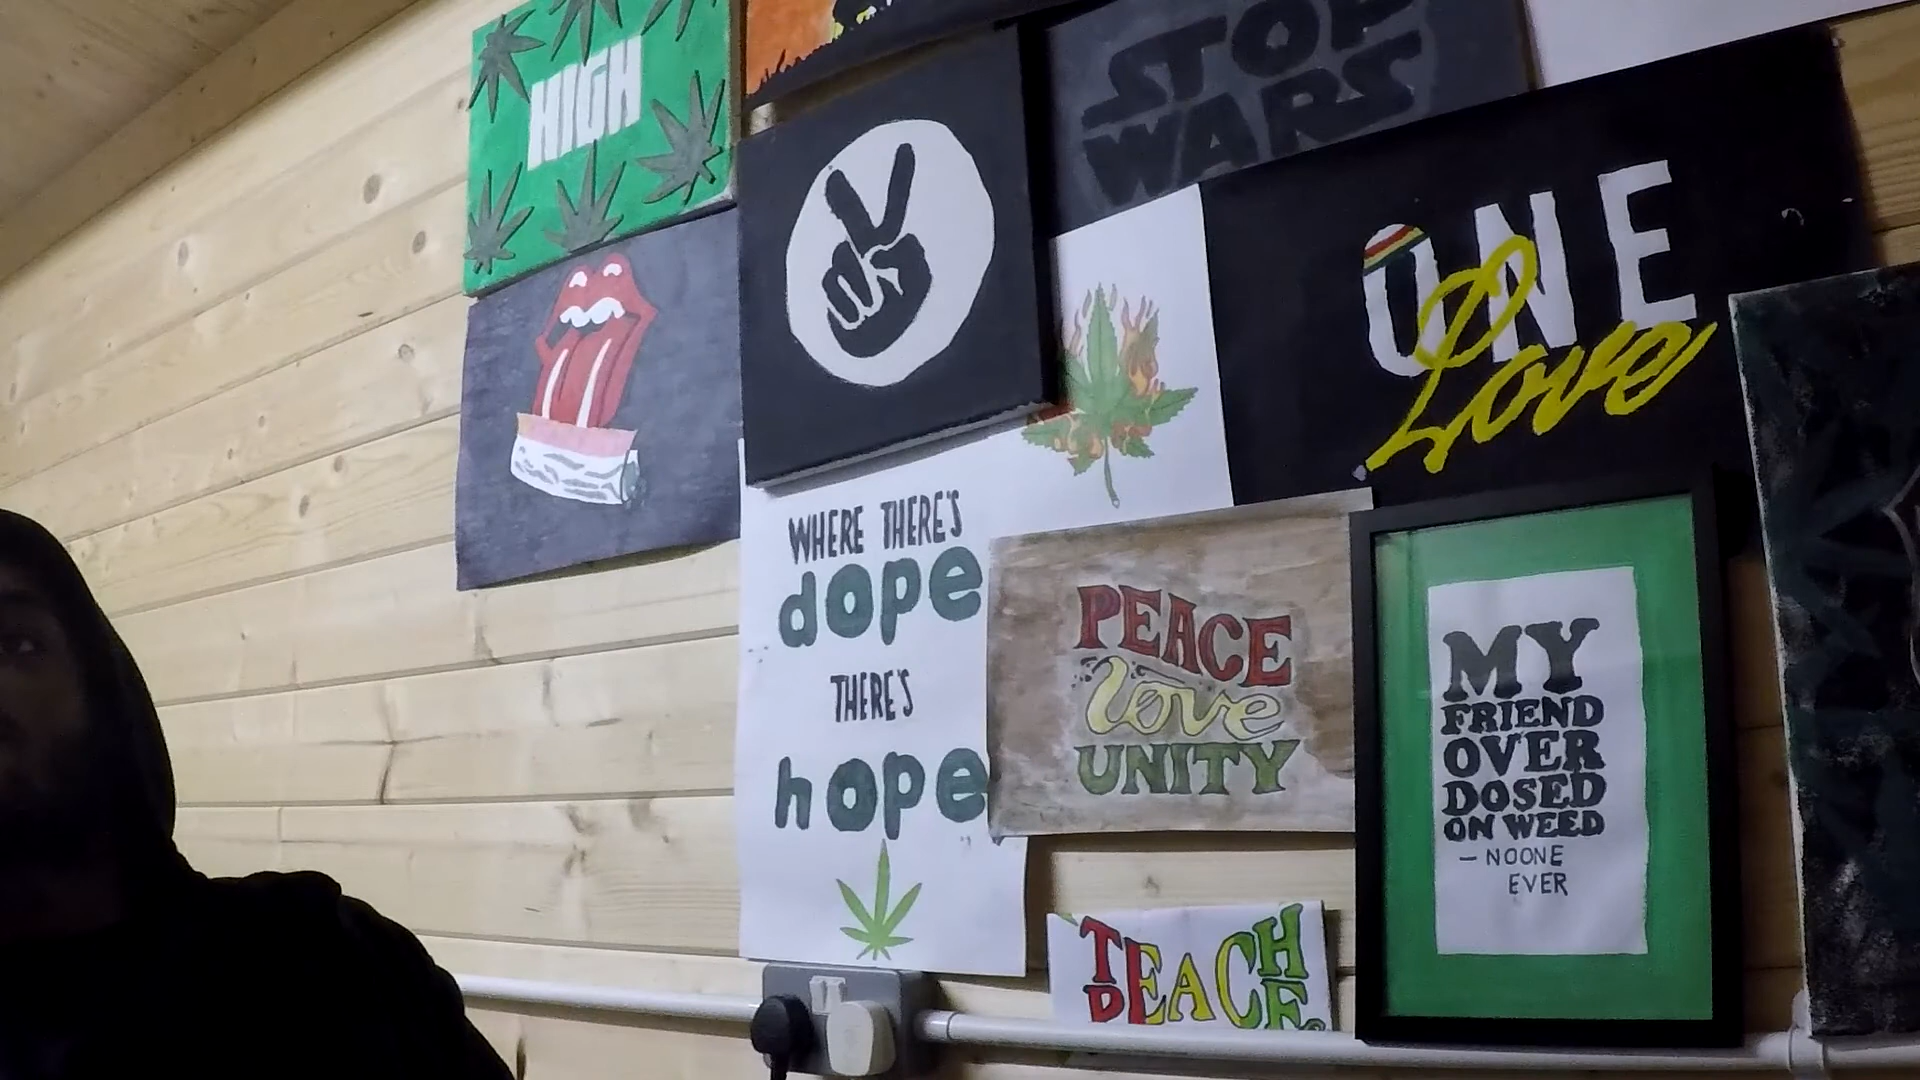 HIGH
STOP
WARS
ONE
Love
WHERE THERE'S
dope
THERE'S
hope
PEACE
love
UNITY
MY
FRIEND
OVER
DOSED
ON WEED
- NOONE
EVER
TEACH